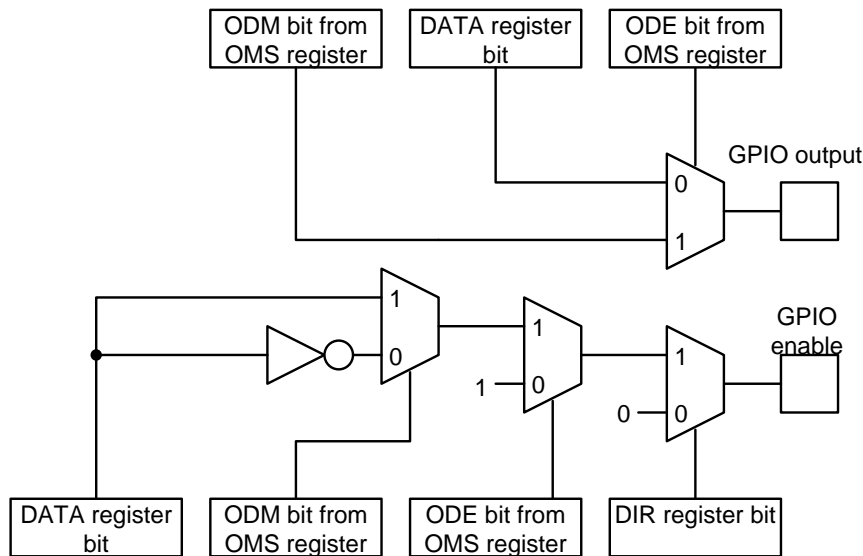 ODM bit from
OMS register
DATA register
bit
ODE bit from
OMS register
GPIO output
0
1
1
0
1
1
0
GPIO
enable
1
0
0
DATA register
bit
ODM bit from
OMS register
ODE bit from
OMS register
DIR register bit